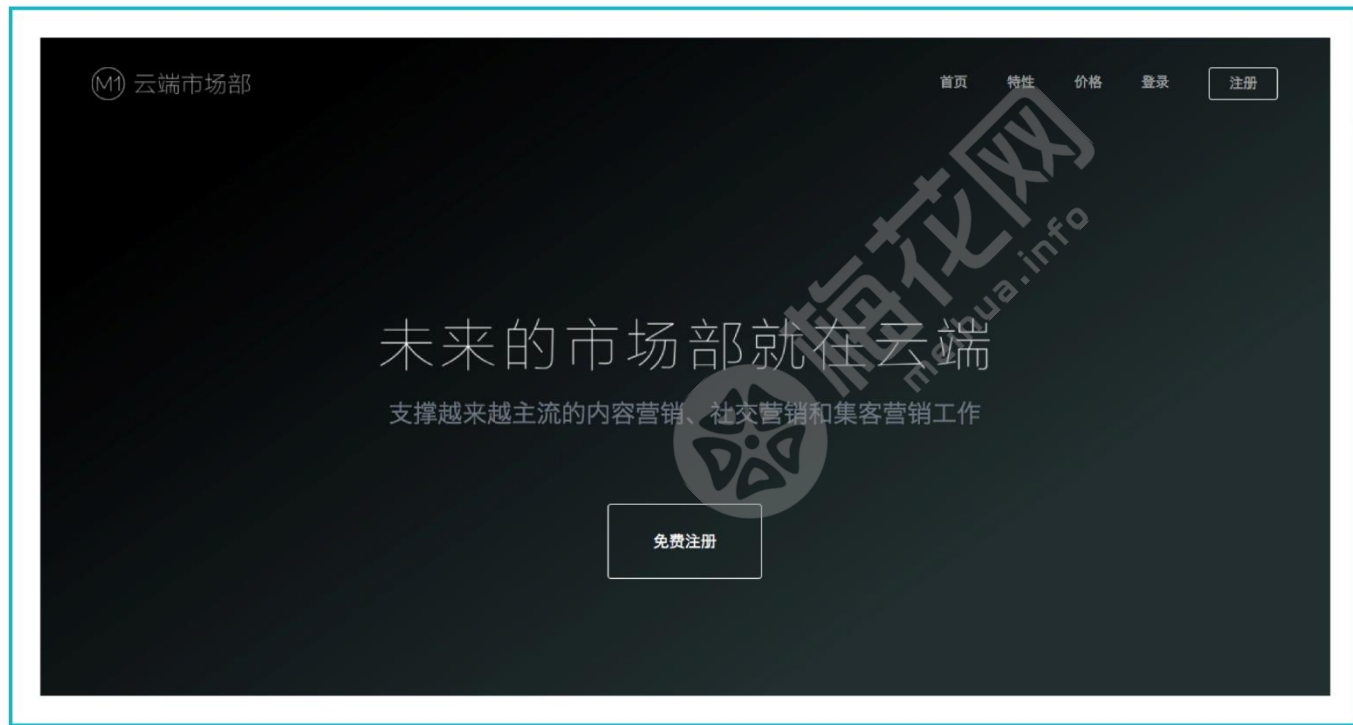 M1 云端市场部
首页 特性 价格 登录 注册
未来的市场部就在云端
支撑越来越主流的内容营销、社交营销和集客营销工作
免费注册
梅花网
meihua.info